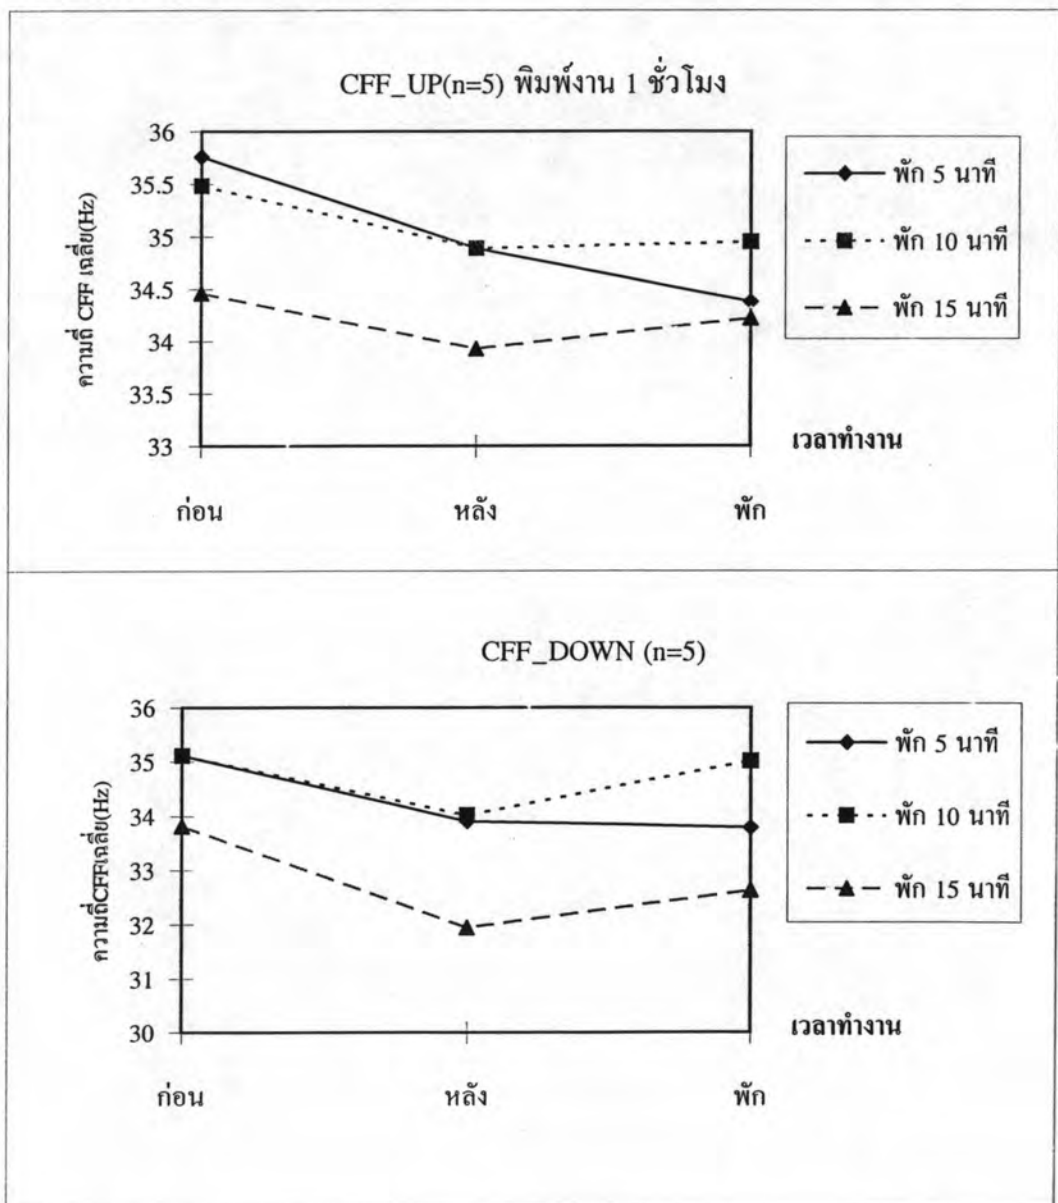 CFF_UP(n=5) พิมพ์งาน 1 ชั่วโมง
ความถี่ CFF เฉลี่ย(Hz)
36
35.5
35
34.5
34
33.5
33
ก่อน
หลัง
พัก
เวลาทำงาน
พัก 5 นาที
พัก 10 นาที
พัก 15 นาที
CFF_DOWN (n=5)
ความถี่CFFเฉลี่ย(Hz)
36
35
34
33
32
31
30
ก่อน
หลัง
พัก
เวลาทำงาน
พัก 5 นาที
พัก 10 นาที
พัก 15 นาที